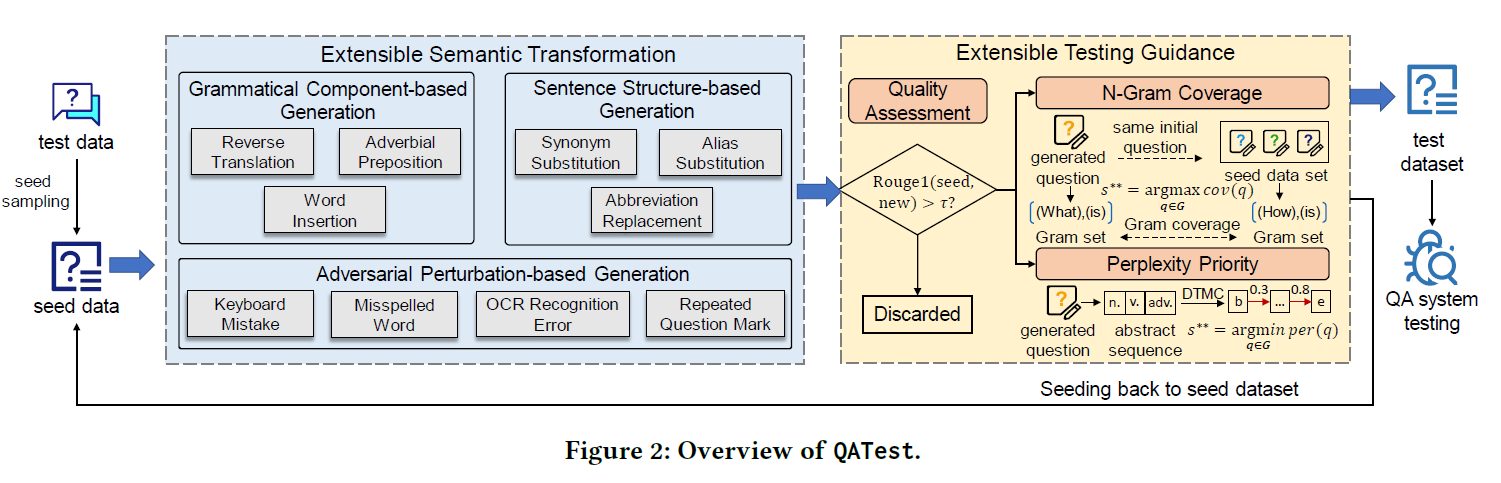 test data
seed
sampling
seed data
Extensible Semantic Transformation
Grammatical Component-based
Generation
Reverse
Translation
Adverbial
Preposition
Word
Insertion
Sentence Structure-based
Generation
Synonym
Substitution
Alias
Substitution
Abbreviation
Replacement
Adversarial Perturbation-based Generation
Keyboard
Mistake
Misspelled
Word
OCR Recognition
Error
Repeated
Question Mark
Extensible Testing Guidance
Quality
Assessment
Rouge1(seed,
new) > τ?
Discarded
N-Gram Coverage
generated
question
same initial
question
seed data set
s** = argmax cov(q)
q∈G
(What),(is)
(How),(is)
Gram set
Gram coverage
Gram set
Perplexity Priority
generated
question
n. v. adv.
abstract
sequence
DTMC
b 0.3 ... 0.8 e
s** = argmin per(q)
q∈G
test
dataset
QA system
testing
Seeding back to seed dataset
Figure 2: Overview of QATest.